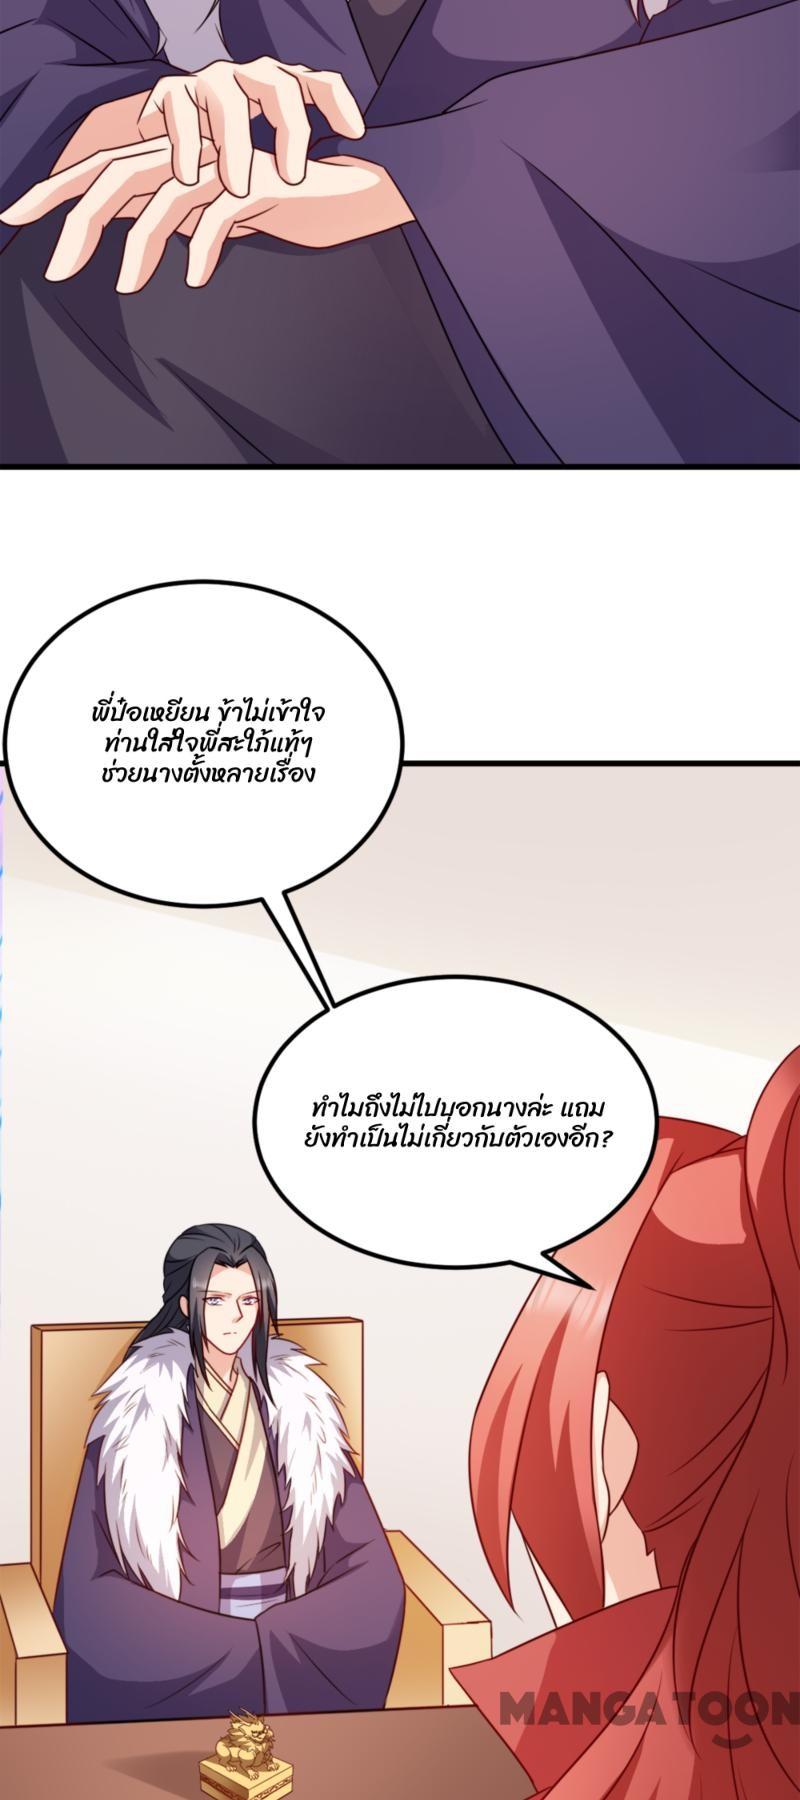 พี่ป๋อเหยียน ข้าไม่เข้าใจ
ท่านใส่ใจพี่สะใภ้แท้ๆ
ช่วยนางตั้งหลายเรื่อง
ทำไมถึงไม่ไปบอกนางล่ะ แถม
ยังทำเป็นไม่เกี่ยวกับตัวเองอีก?
MANGATOON